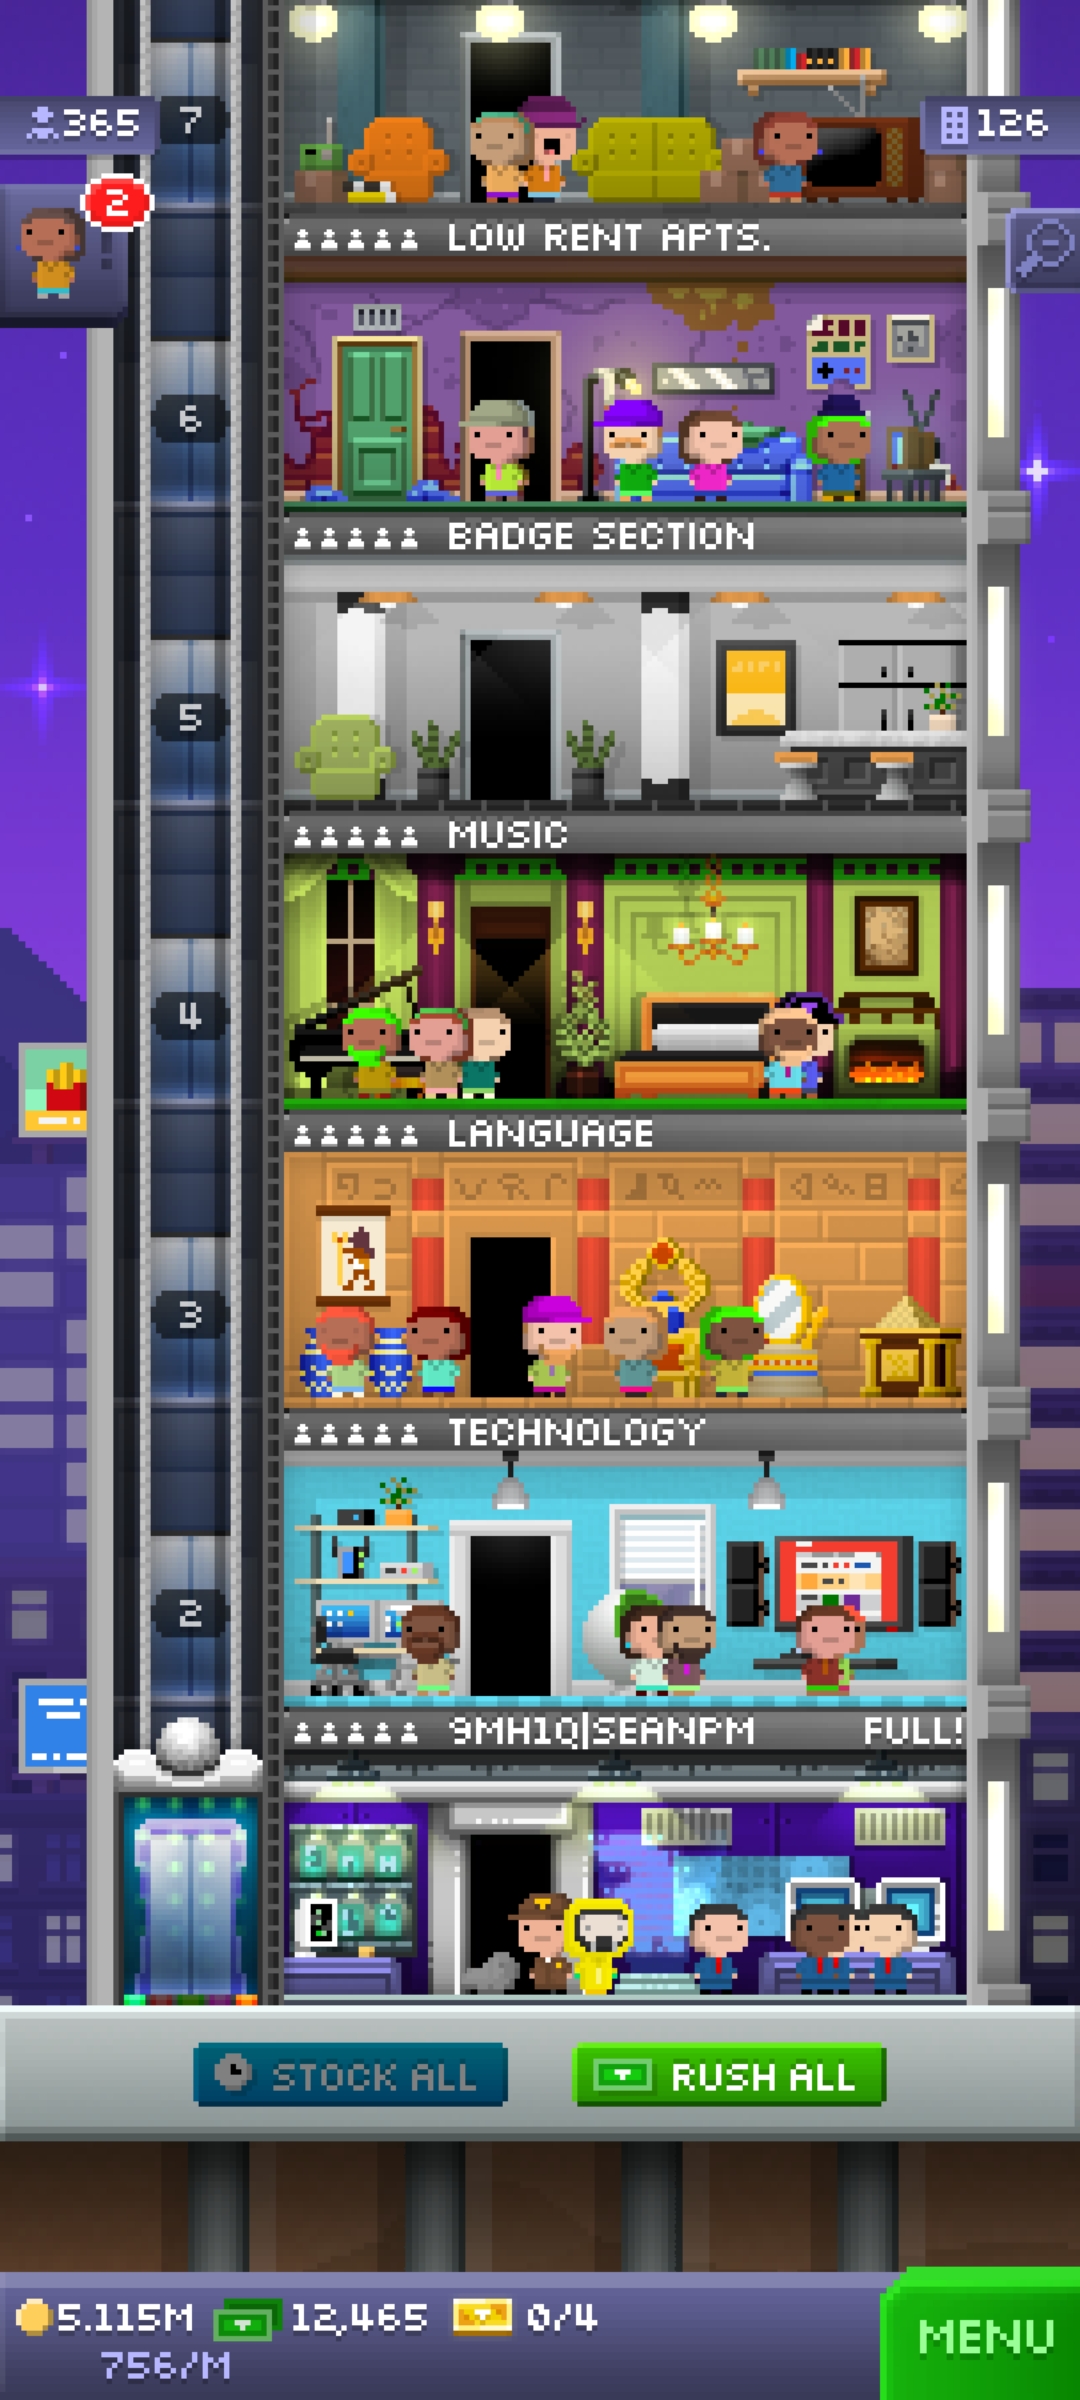 7
365
126
2
LOW RENT APTS.
6
BADGE SECTION
5
MUSIC
4
LANGUAGE
3
TECHNOLOGY
2
9MH1Q|SEANPM FULL!
STOCK ALL
RUSH ALL
5.115M 12,465 0/4
756/M
MENU